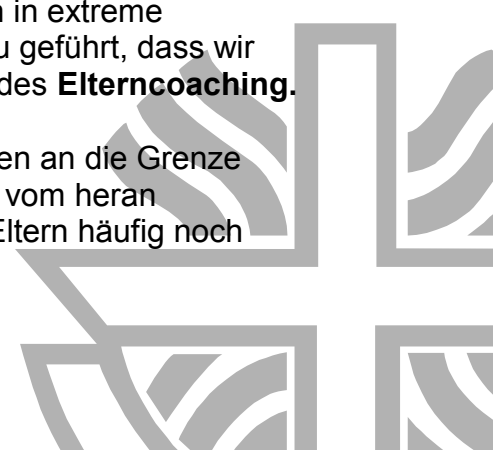 in extreme
geführt, dass wir
des Elterncoaching.
en an die Grenze
vom heran
Eltern häufig noch